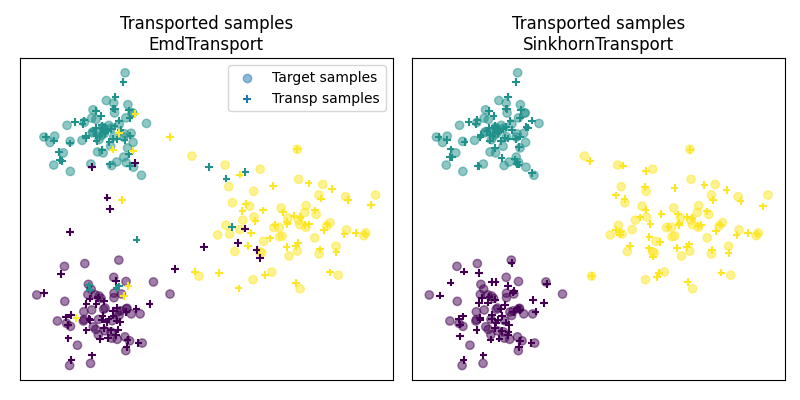 Transported samples
EmdTransport
Target samples
Transp samples
Transported samples
SinkhornTransport